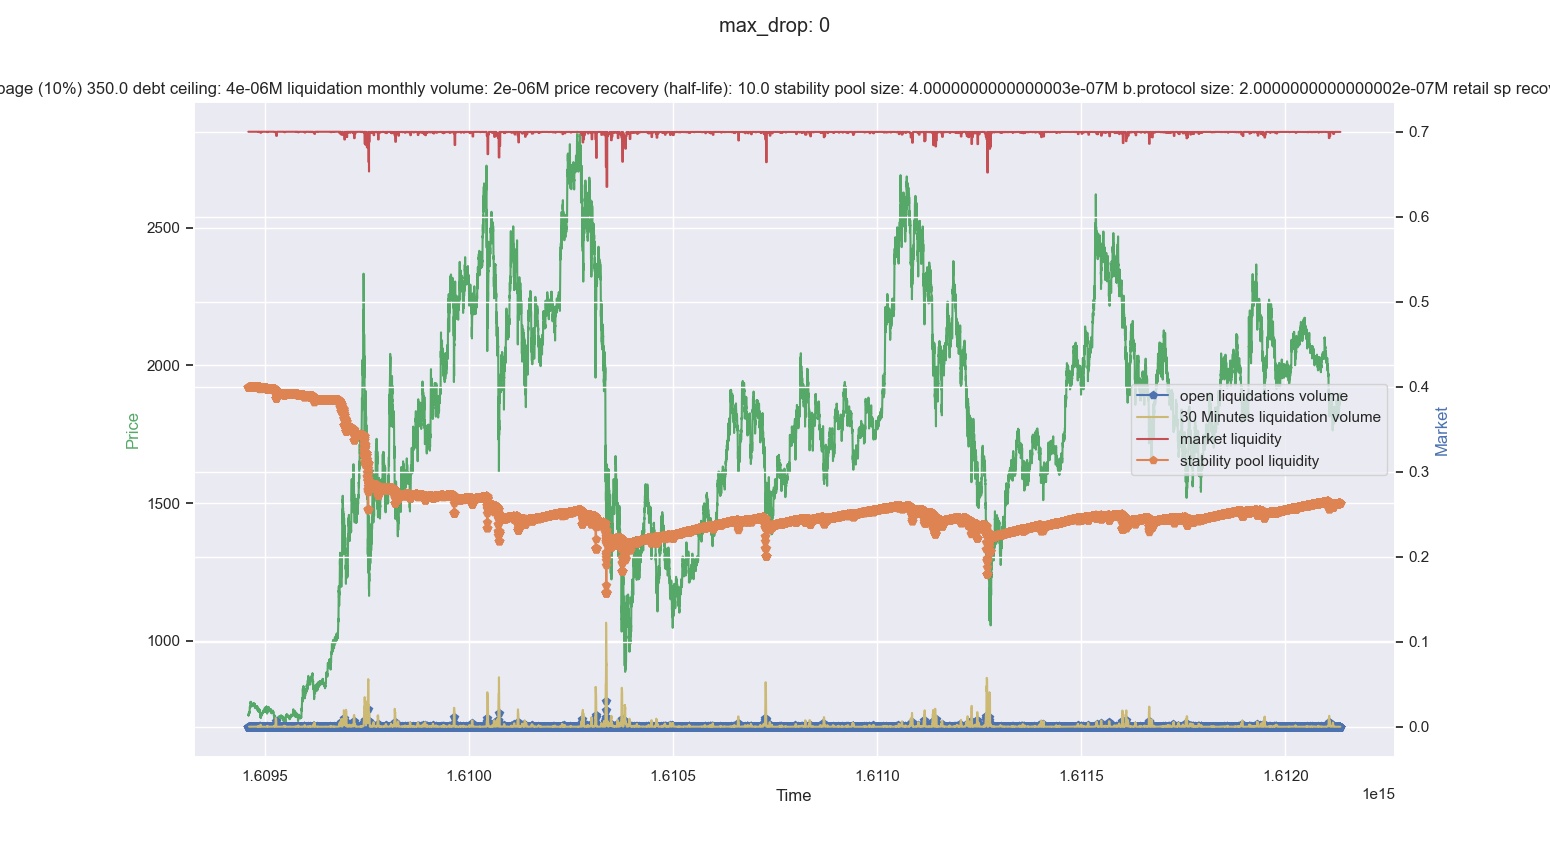 max_drop: 0
page (10%) 350.0 debt ceiling: 4e-06M liquidation monthly volume: 2e-06M price recovery (half-life): 10.0 stability pool size: 4.0000000000000003e-07M b.protocol size: 2.0000000000000002e-07M retail sp recov
2500
2000
1500
1000
Price
0.7
0.6
0.5
0.4
0.3
0.2
0.1
0.0
Market
open liquidations volume
30 Minutes liquidation volume
market liquidity
stability pool liquidity
1.6095 1.6100 1.6105 1.6110 1.6115 1.6120
Time
1e15